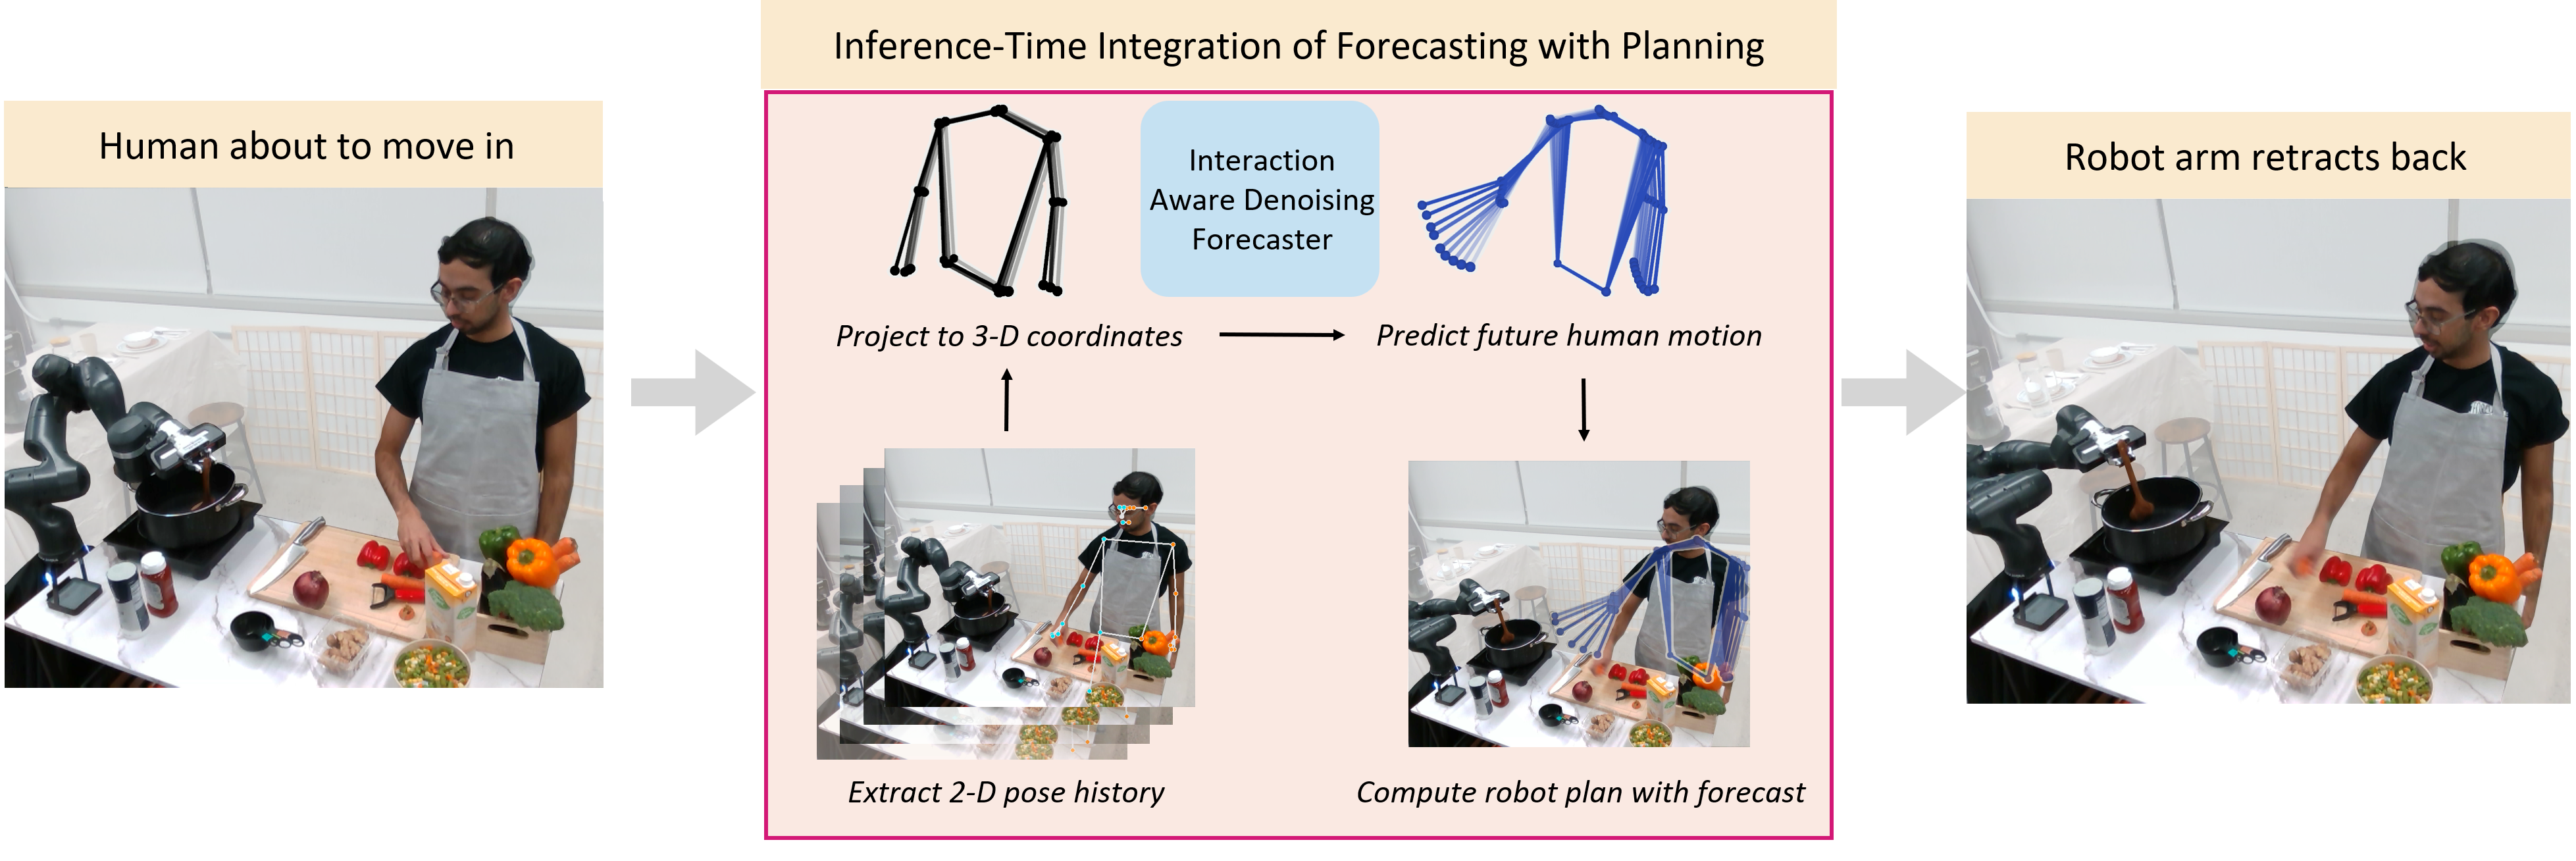 Inference-Time Integration of Forecasting with Planning
Human about to move in
Interaction
Aware Denoising
Forecaster
Project to 3-D coordinates
Predict future human motion
Extract 2-D pose history
Compute robot plan with forecast
Robot arm retracts back